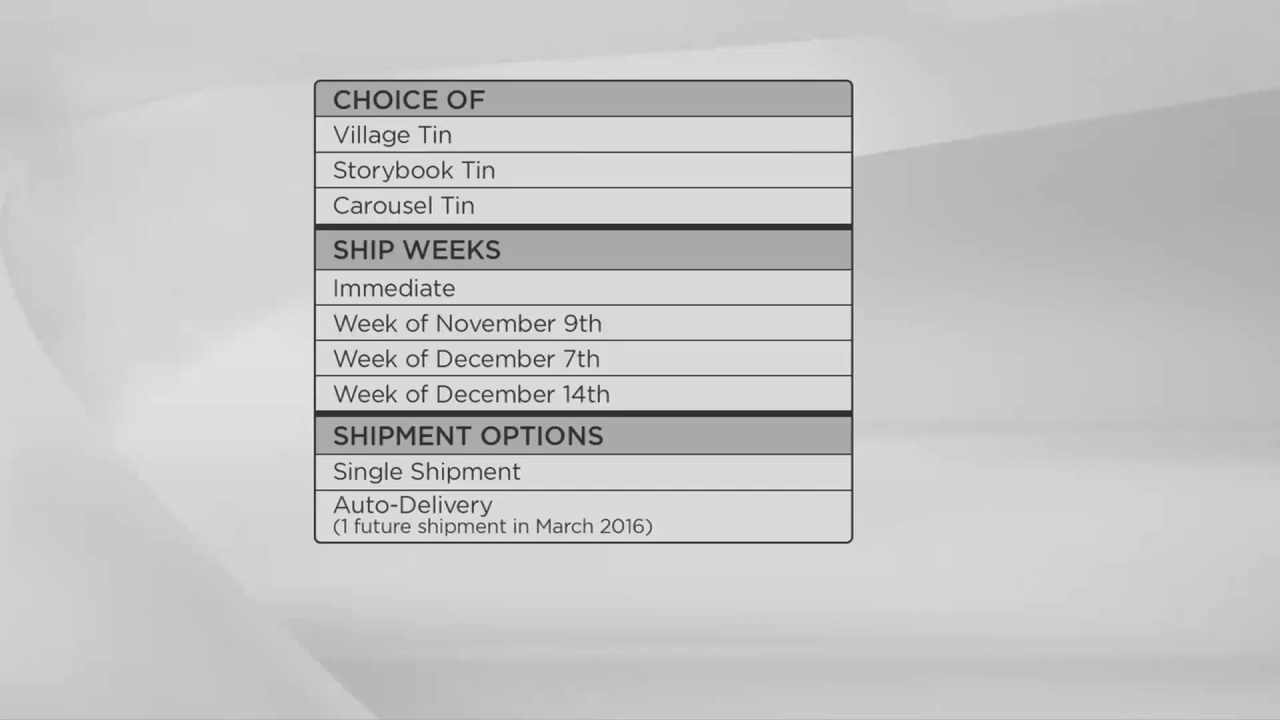 CHOICE OF
Village Tin
Storybook Tin
Carousel Tin
SHIP WEEKS
Immediate
Week of November 9th
Week of December 7th
Week of December 14th
SHIPMENT OPTIONS
Single Shipment
Auto-Delivery
(1 future shipment in March 2016)